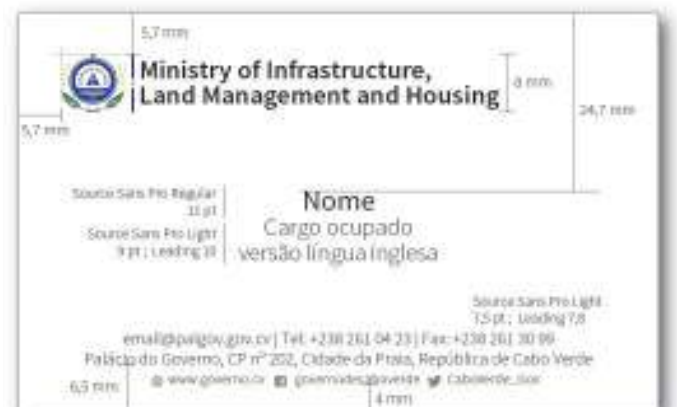 5,7 mm
Ministry of Infrastructure,
Land Management and Housing
8 mm
24,7 mm
5,7 mm
Source Sans Pro Regular
11 pt
Nome
Source Sans Pro Light
9 pt ; Leading 10
Cargo ocupado
versão língua inglesa
Source Sans Pro Light
7,5 pt ; Leading 7,8
email@palgov.gov.cv | Tel: +238 261 04 23 | Fax: +238 261 30 99
Palácio do Governo, CP nº 202, Cidade da Praia, República de Cabo Verde
www.governo.cv
6,5 mm
4 mm